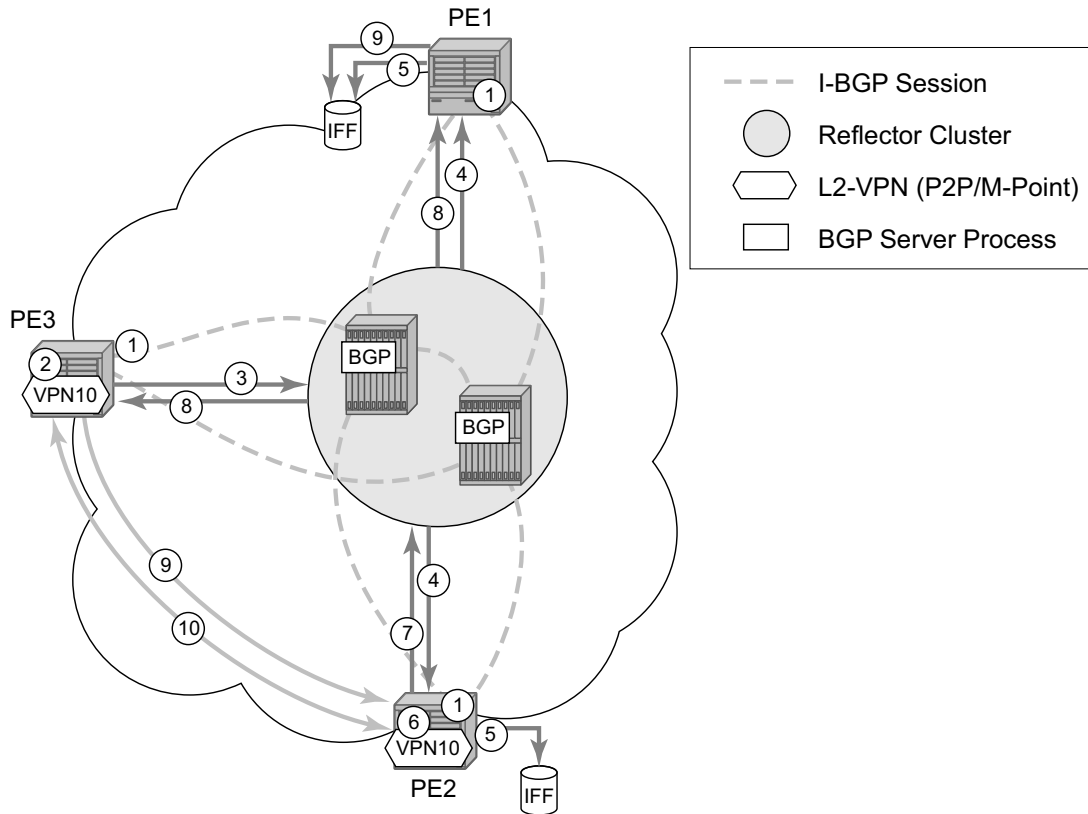 PE1
9
5
1
IFF
I-BGP Session
Reflector Cluster
L2-VPN (P2P/M-Point)
BGP Server Process
4
8
PE3
1
2
VPN10
3
8
BGP
BGP
9
10
4
7
1
6
5
VPN10
PE2
IFF